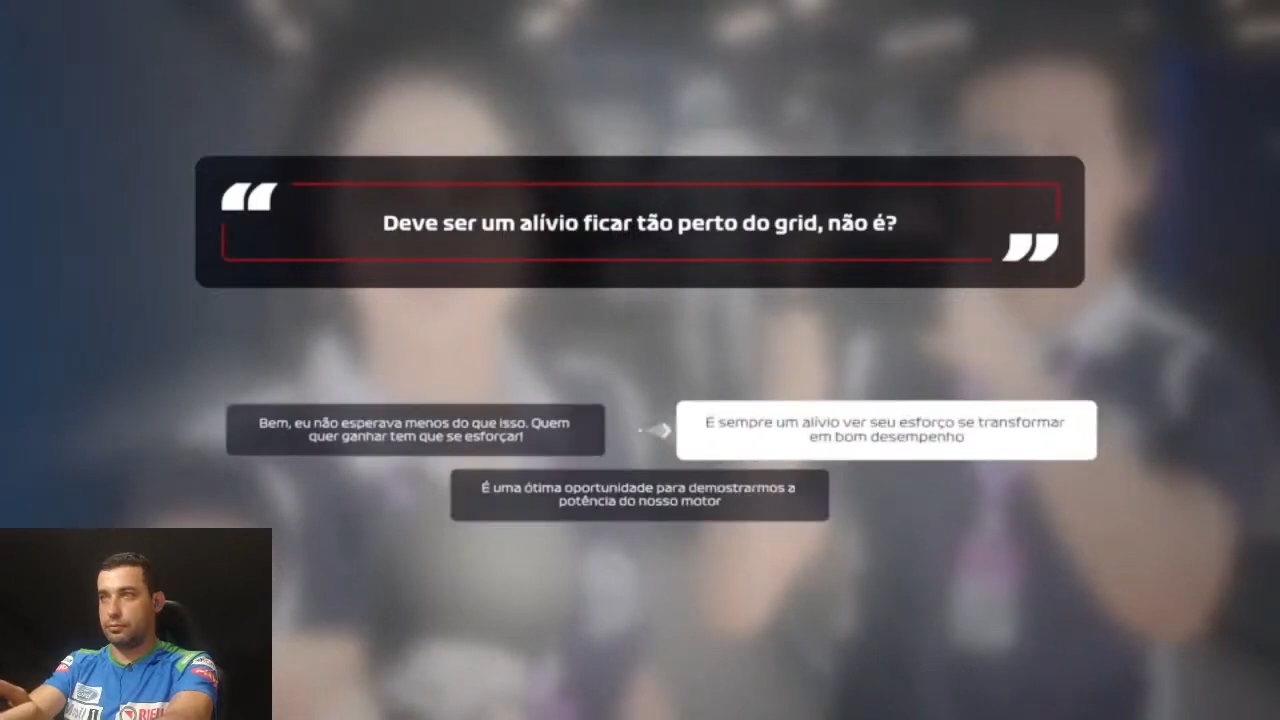 Deve ser um alívio ficar tão perto do grid, não é?
Bem, eu não esperava menos do que isso. Quem
quer ganhar tem que se esforçar!
É sempre um alívio ver seu esforço se transformar
em bom desempenho
É uma ótima oportunidade para demostrarmos a
potência do nosso motor